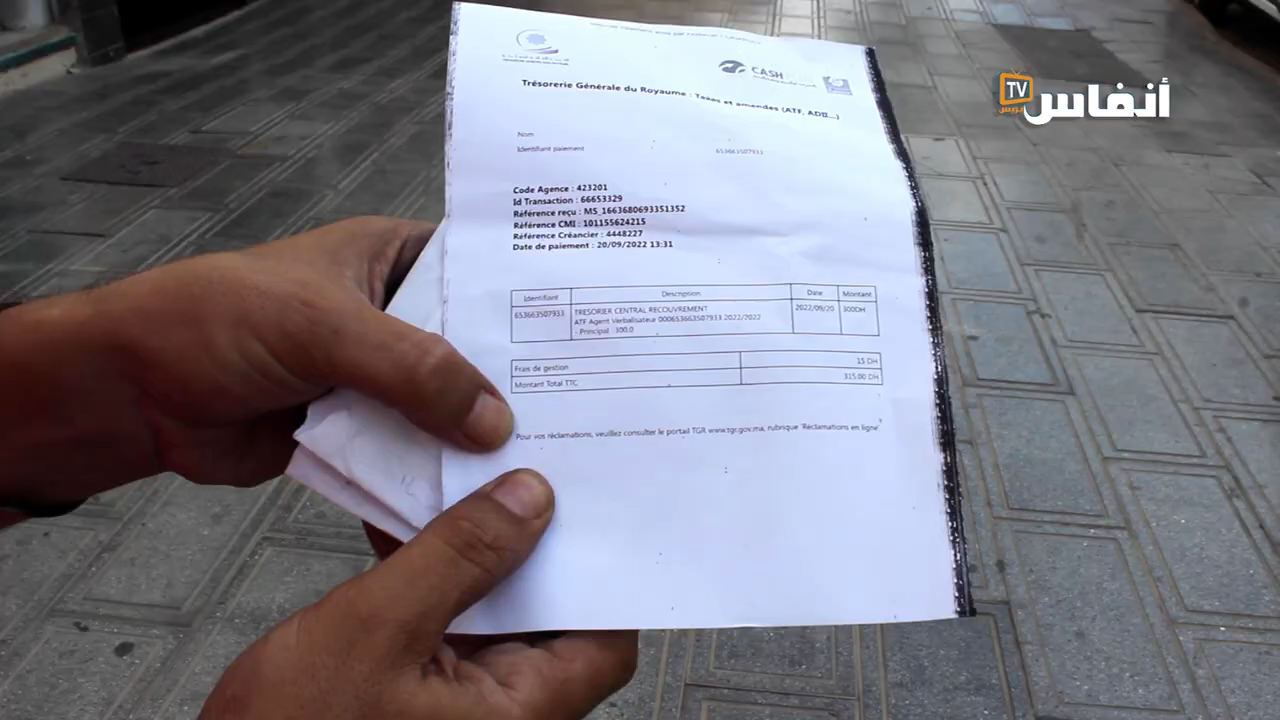 أنفاس
TV
بريس
CASH
Trésorerie Générale du Royaume : Taxes et amendes (ATF, ADII...)
Nom
Identifiant paiement 653663507933
Code Agence : 423201
Id Transaction : 66653329
Référence reçu : MS_1663680693351352
Référence CMI : 101155624215
Référence Créancier : 4448227
Date de paiement : 20/09/2022 13:31
Identifiant Description Date Montant
653663507933 TRESORIER CENTRAL RECOUVREMENT 2022/09/20 300DH
ATF Agent Verbalisateur 000653663507933 2022/2022
- Principal : 300.0
Frais de gestion 15 DH
Montant Total TTC 315.00 DH
Pour vos réclamations, veuillez consulter le portail TGR www.tgr.gov.ma, rubrique 'Réclamations en ligne'